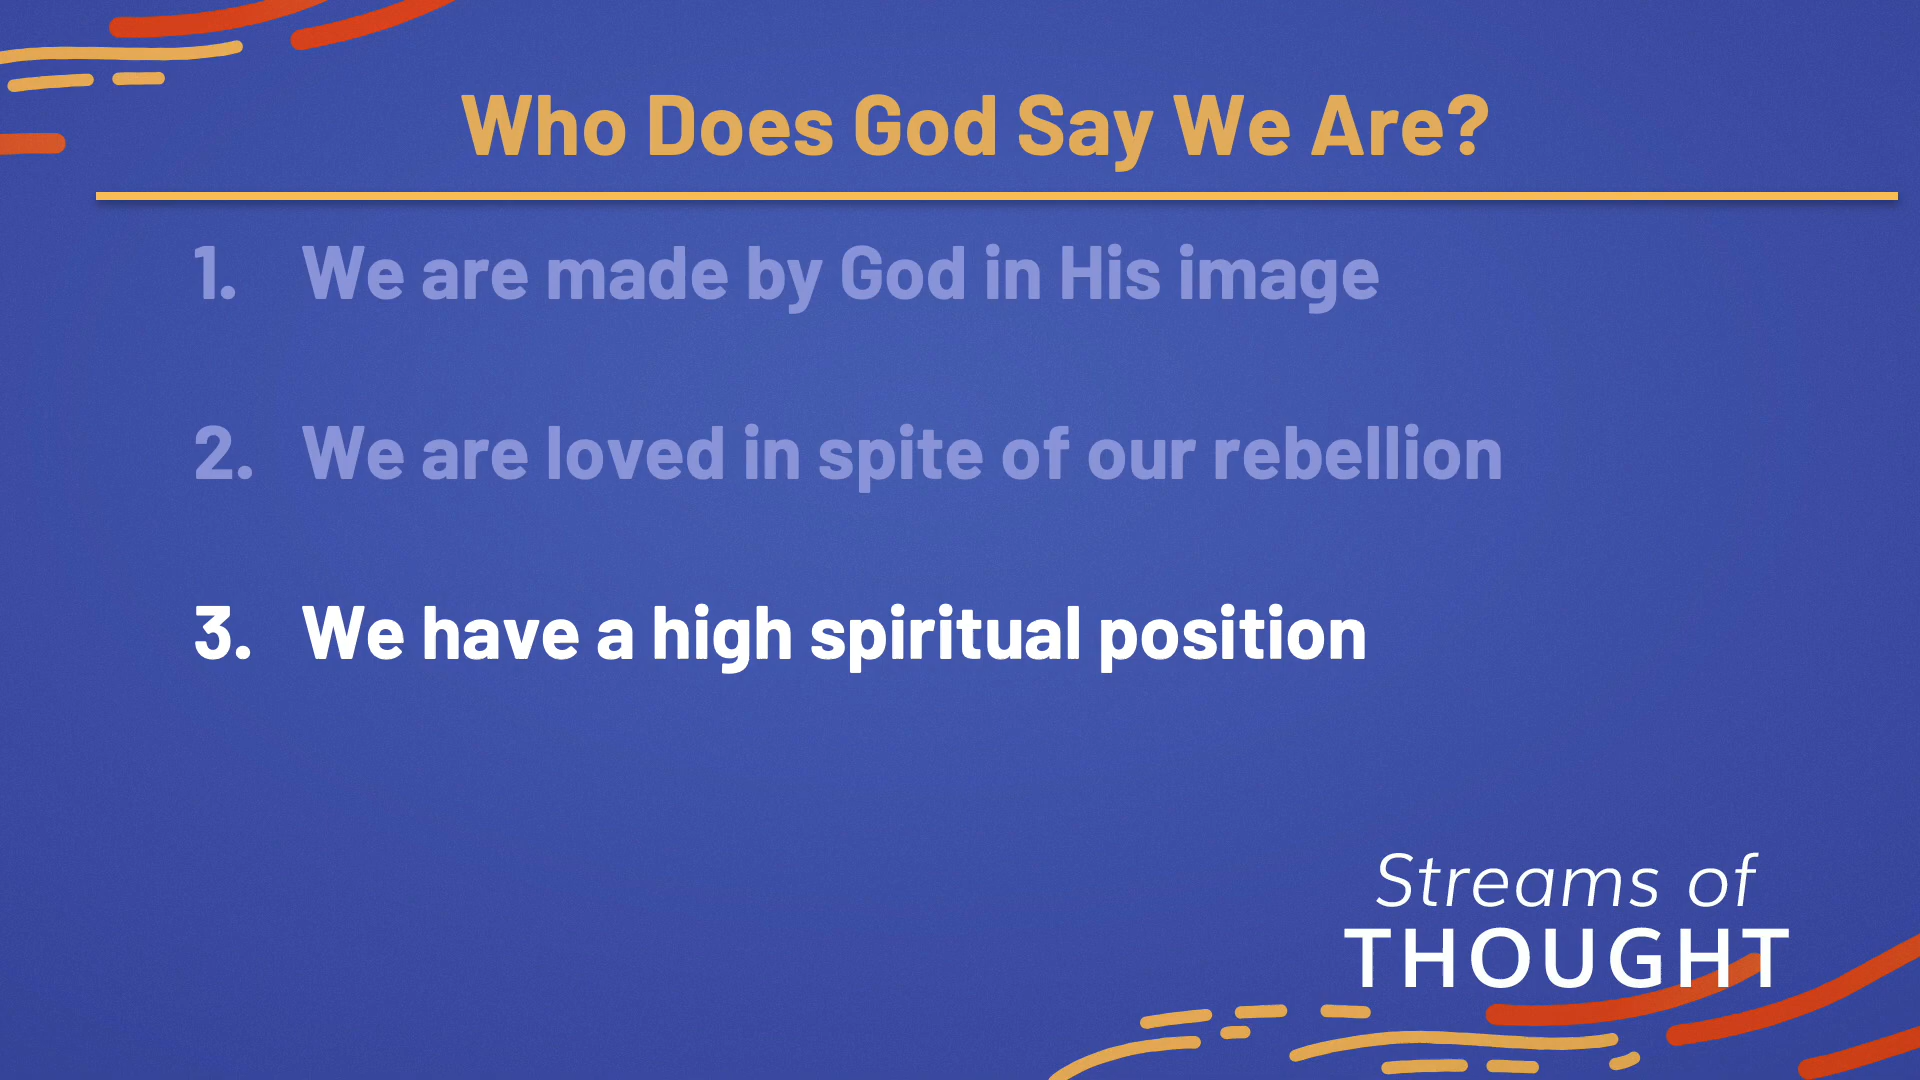 Who Does God Say We Are?
1. We are made by God in His image
2. We are loved in spite of our rebellion
3. We have a high spiritual position
Streams of
THOUGHT